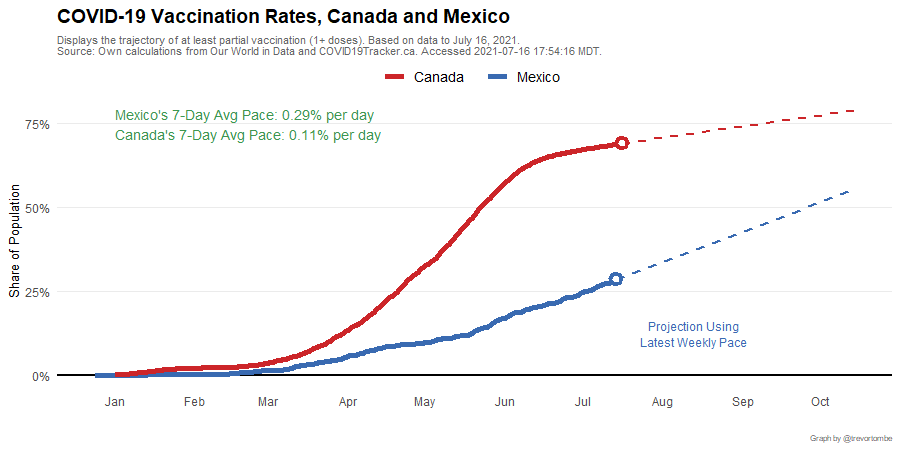 COVID-19 Vaccination Rates, Canada and Mexico
Displays the trajectory of at least partial vaccination (1+ doses). Based on data to July 16, 2021.
Source: Own calculations from Our World in Data and COVID19Tracker.ca. Accessed 2021-07-16 17:54:16 MDT.
Canada Mexico
Mexico's 7-Day Avg Pace: 0.29% per day
Canada's 7-Day Avg Pace: 0.11% per day
75%
50%
25%
0%
Share of Population
Projection Using
Latest Weekly Pace
Jan Feb Mar Apr May Jun Jul Aug Sep Oct
Graph by @trevortombe